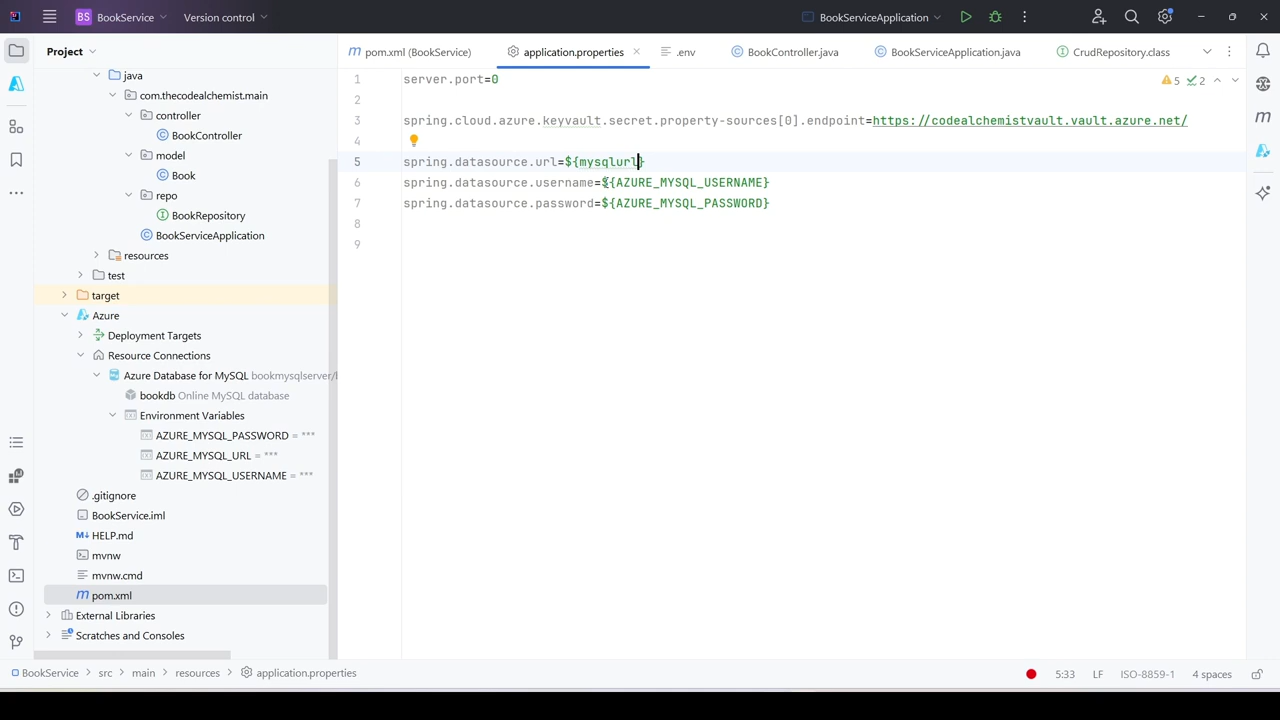 BS BookService Version control BookServiceApplication
Project
pom.xml (BookService) application.properties .env BookController.java BookServiceApplication.java CrudRepository.class
java
com.thecodealchemist.main
controller
BookController
model
Book
repo
BookRepository
BookServiceApplication
resources
test
target
Azure
Deployment Targets
Resource Connections
Azure Database for MySQL bookmysqlserver/
bookdb Online MySQL database
Environment Variables
AZURE_MYSQL_PASSWORD = ***
AZURE_MYSQL_URL = ***
AZURE_MYSQL_USERNAME = ***
.gitignore
BookService.iml
M↓ HELP.md
mvnw
mvnw.cmd
m pom.xml
External Libraries
Scratches and Consoles
5 2
1 server.port=0
2
3 spring.cloud.azure.keyvault.secret.property-sources[0].endpoint=https://codealchemistvault.vault.azure.net/
4
5 spring.datasource.url=${mysqlurl}
6 spring.datasource.username=${AZURE_MYSQL_USERNAME}
7 spring.datasource.password=${AZURE_MYSQL_PASSWORD}
8
9
BookService > src > main > resources > application.properties
5:33 LF ISO-8859-1 4 spaces